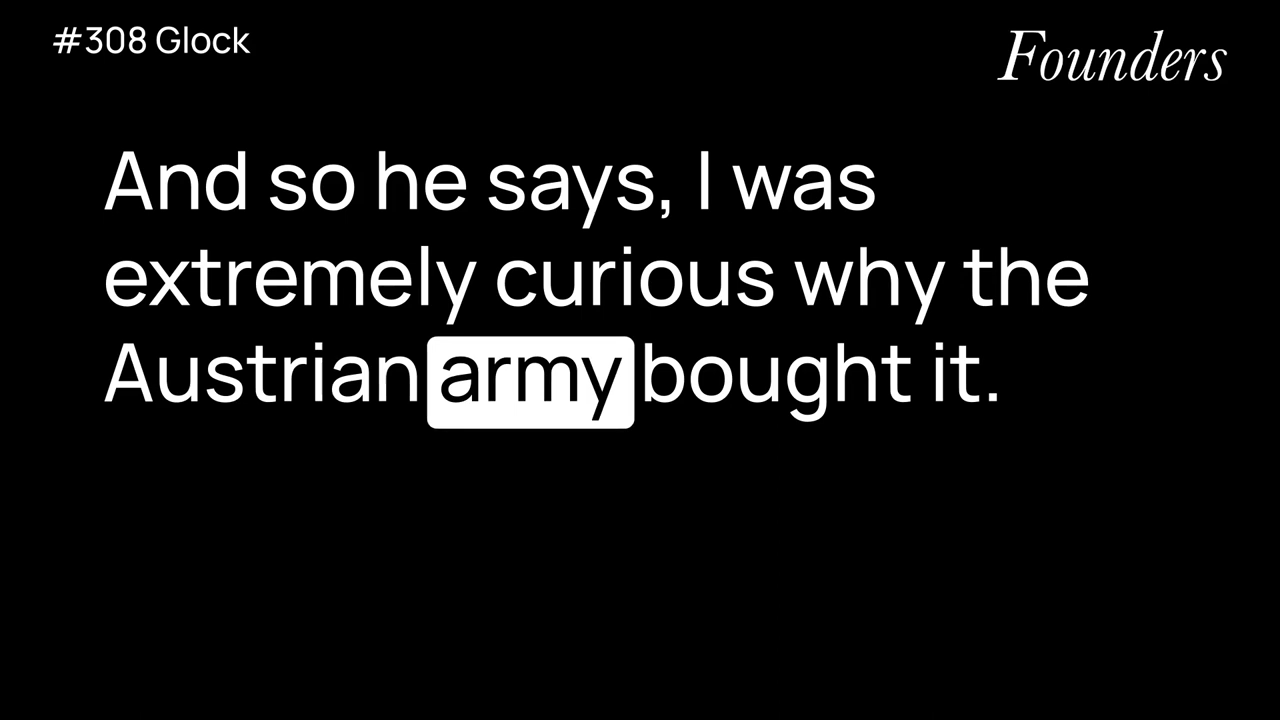 #308 Glock
Founders
And so he says, I was
extremely curious why the
Austrian army bought it.